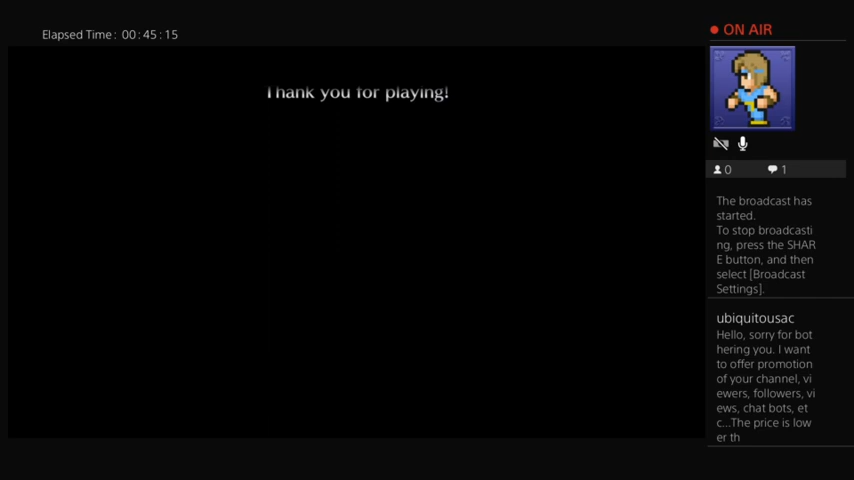 Elapsed Time: 00:45:15
ON AIR
Thank you for playing!
0 1
The broadcast has
started.
To stop broadcasti
ng, press the SHAR
E button, and then
select [Broadcast
Settings].
ubiquitousac
Hello, sorry for bot
hering you. I want
to offer promotion
of your channel, vi
ewers, followers, vi
ews, chat bots, et
c...The price is low
er th